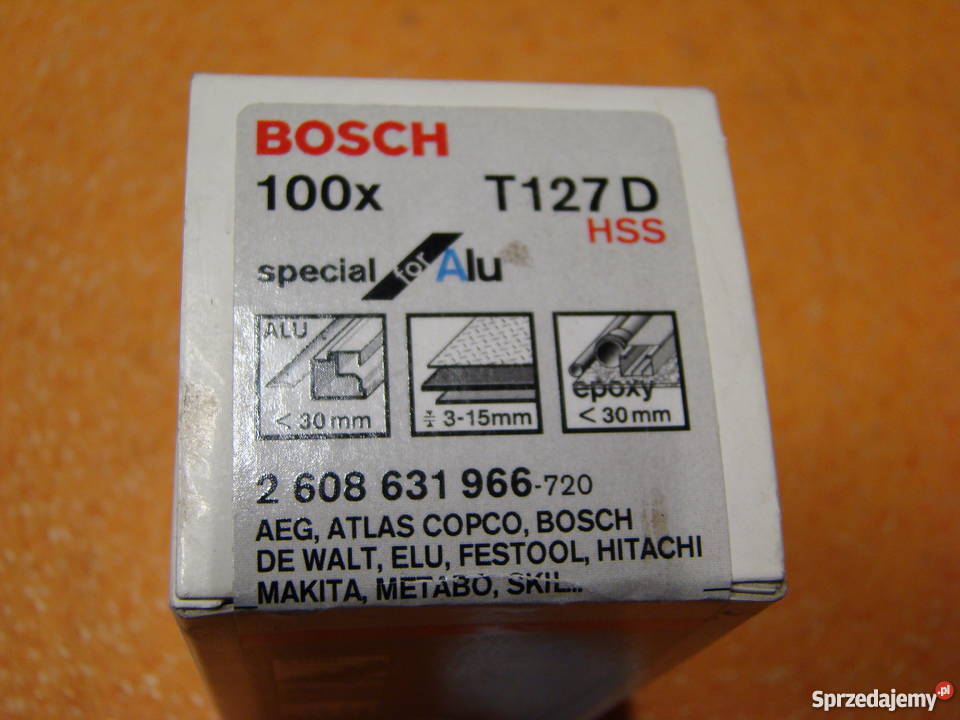 BOSCH
100x T127 D
HSS
special for Alu
ALU
< 30 mm
3-15mm
epoxy
< 30 mm
2 608 631 966-720
AEG, ATLAS COPCO, BOSCH
DE WALT, ELU, FESTOOL, HITACHI
MAKITA, METABO, SKIL...
Sprzedajemy.pl